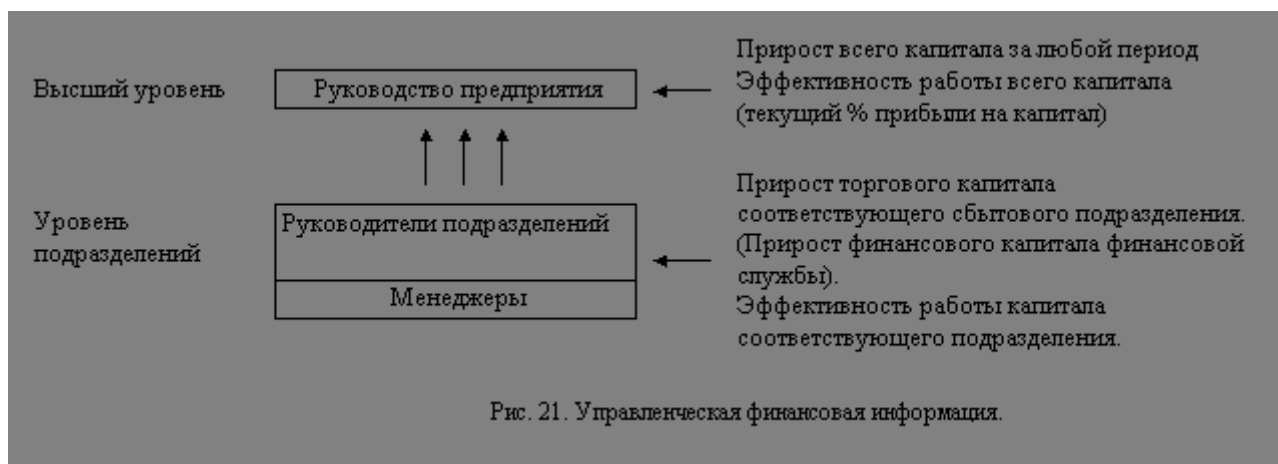 Высший уровень
Руководство предприятия
Прирост всего капитала за любой период
Эффективность работы всего капитала
(текущий % прибыли на капитал)
Уровень
подразделений
Руководители подразделений
Менеджеры
Прирост торгового капитала
соответствующего сбытового подразделения.
(Прирост финансового капитала финансовой
службы).
Эффективность работы капитала
соответствующего подразделения.
Рис. 21. Управленческая финансовая информация.